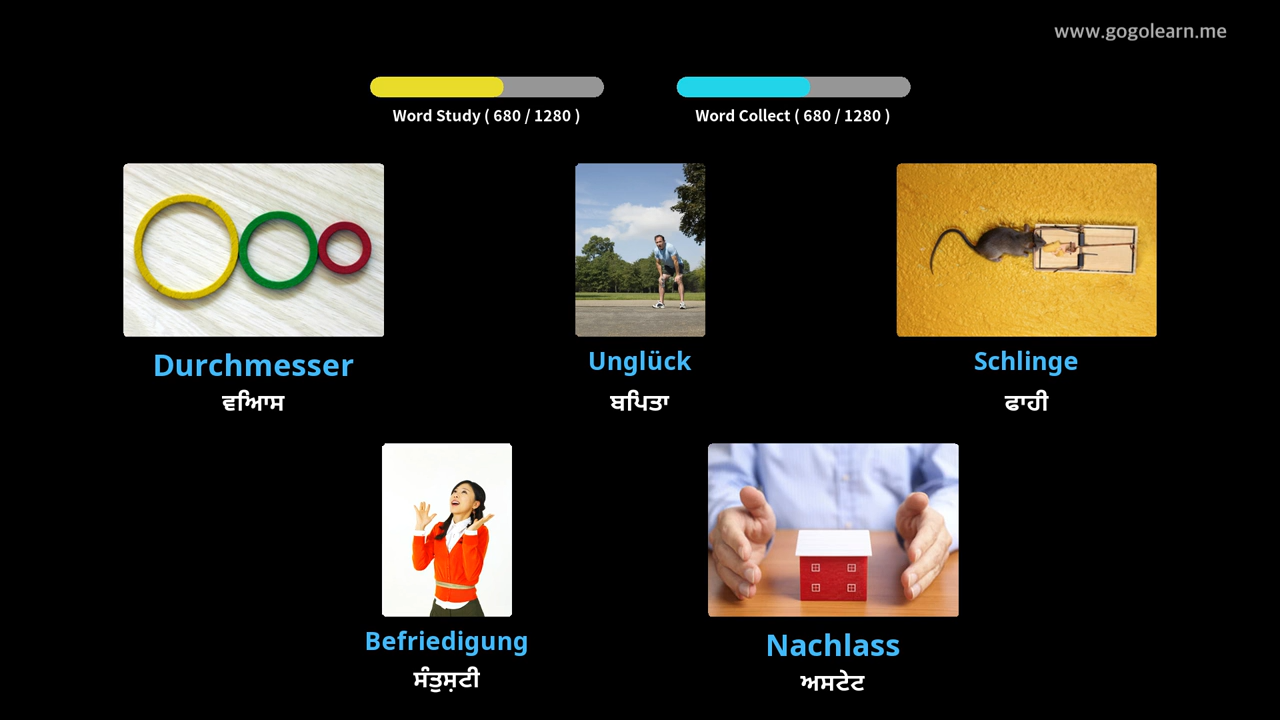 www.gogolearn.me
Word Study ( 680 / 1280 )
Word Collect ( 680 / 1280 )
Durchmesser
ਵਿਆਸ
Unglück
ਬਿਪਤਾ
Schlinge
ਫਾਹੀ
Befriedigung
ਸੰਤੁਸ਼ਟੀ
Nachlass
ਅਸਟੇਟ